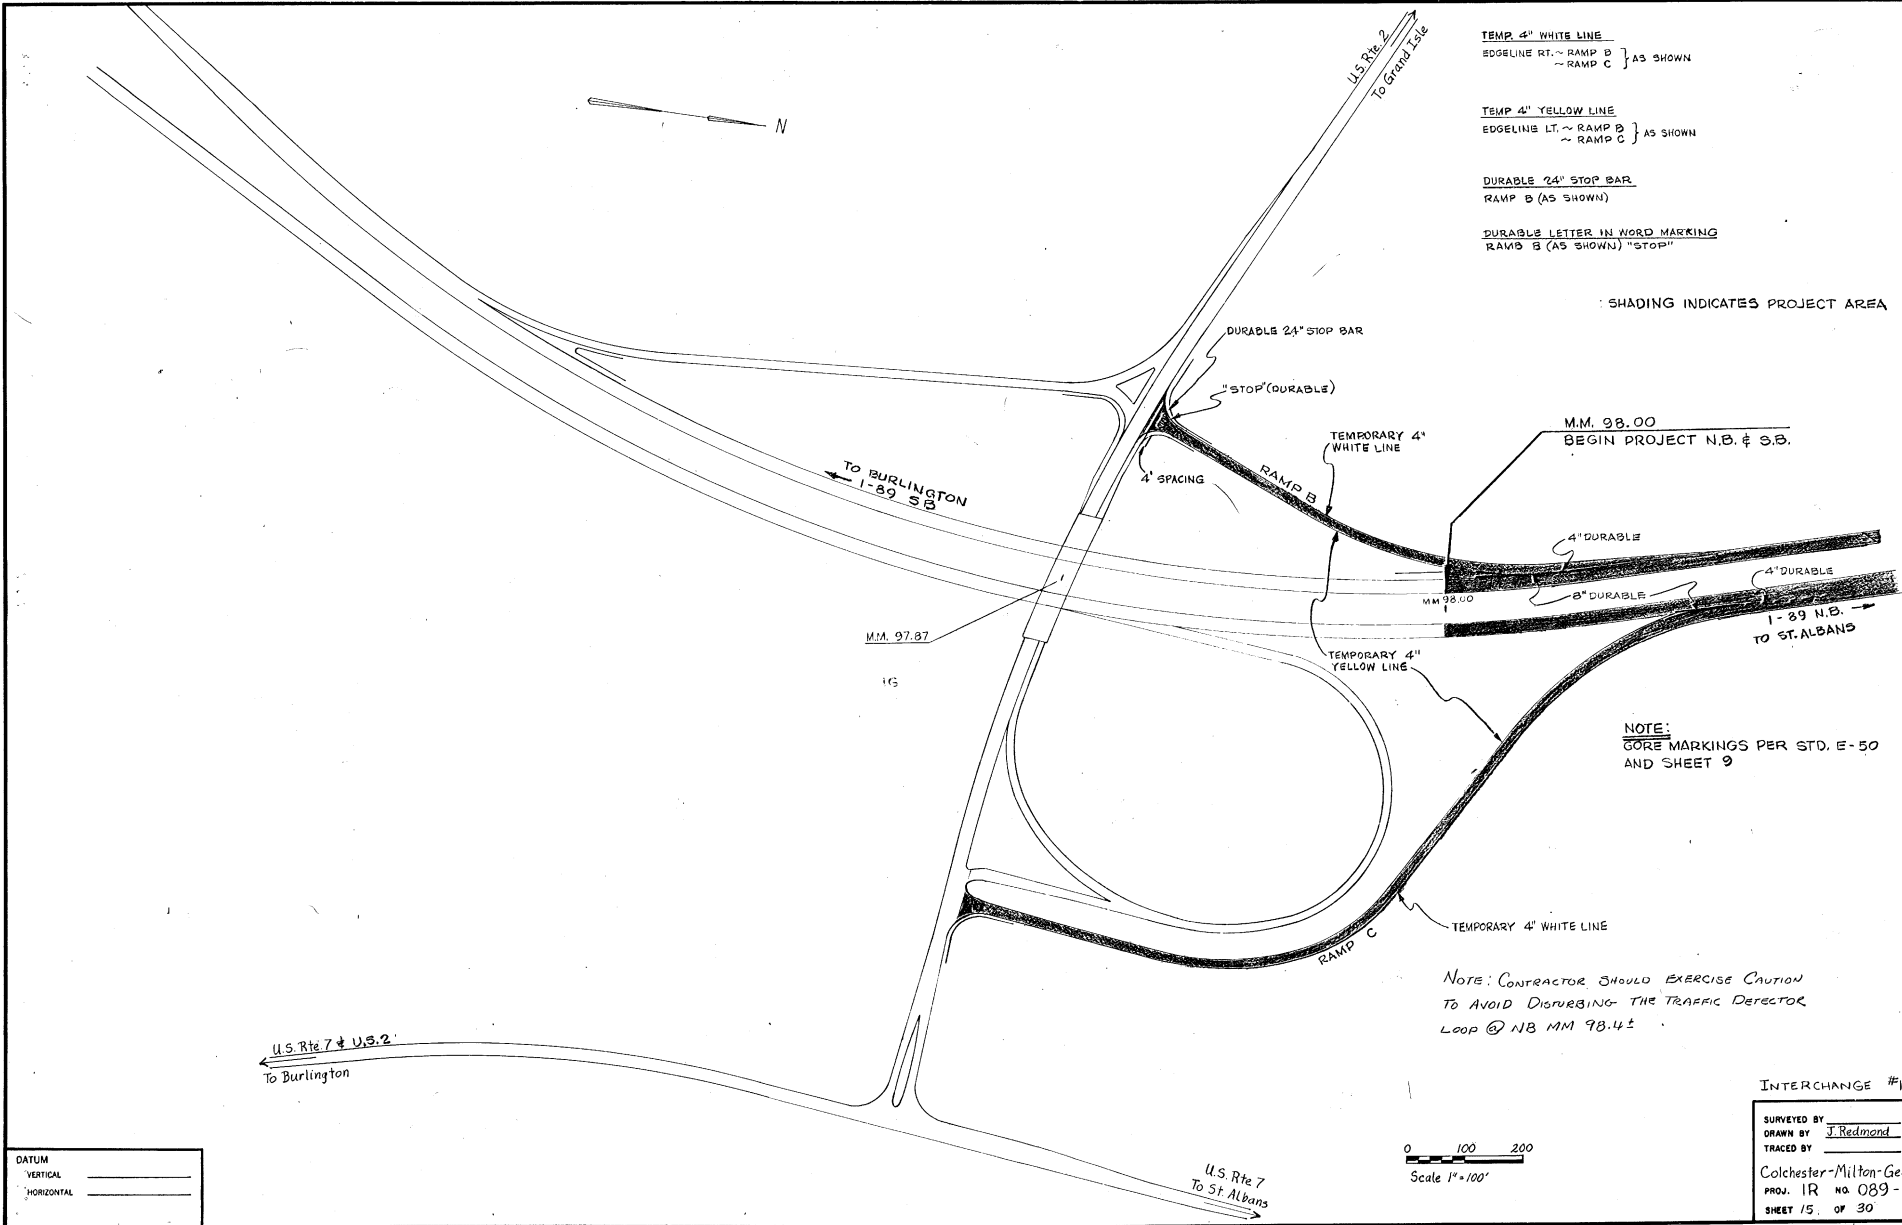 TEMP. 4" WHITE LINE
EDGELINE RT. ~ RAMP B
~ RAMP C } AS SHOWN
TEMP 4" YELLOW LINE
EDGELINE LT. ~ RAMP B
~ RAMP C } AS SHOWN
DURABLE 24" STOP BAR
RAMP B (AS SHOWN)
DURABLE LETTER IN WORD MARKING
RAMB B (AS SHOWN) "STOP"
SHADING INDICATES PROJECT AREA
U.S. Rte. 2
To Grand Isle
N
DURABLE 24" STOP BAR
"STOP" (DURABLE)
TEMPORARY 4"
WHITE LINE
M.M. 98.00
BEGIN PROJECT N.B. & S.B.
TO BURLINGTON
I-89 SB
4' SPACING
RAMP B
4" DURABLE
4" DURABLE
8" DURABLE
MM 98.00
I-89 N.B.
TO ST. ALBANS
M.M. 97.87
TEMPORARY 4"
YELLOW LINE
NOTE:
GORE MARKINGS PER STD. E-50
AND SHEET 9
TEMPORARY 4" WHITE LINE
RAMP C
NOTE: CONTRACTOR SHOULD EXERCISE CAUTION
TO AVOID DISTURBING THE TRAFFIC DETECTOR
LOOP @ NB MM 98.4±
U.S. Rte. 7 & U.S. 2
To Burlington
U.S. Rte 7
To St. Albans
0 100 200
Scale 1"=100'
INTERCHANGE #1
SURVEYED BY
DRAWN BY J. Redmond
TRACED BY
Colchester-Milton-Ge
PROJ. IR NO. 089-
SHEET 15 OF 30
DATUM
VERTICAL
HORIZONTAL